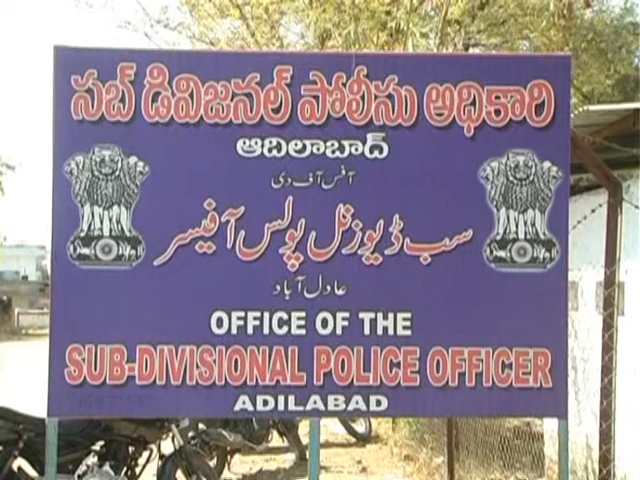 సబ్ డివిజనల్ పోలీసు అధికారి
ఆదిలాబాద్
آفس آف دی
سب ڈیوزنل پولس آفیسر
عادل آباد
OFFICE OF THE
SUB-DIVISIONAL POLICE OFFICER
ADILABAD